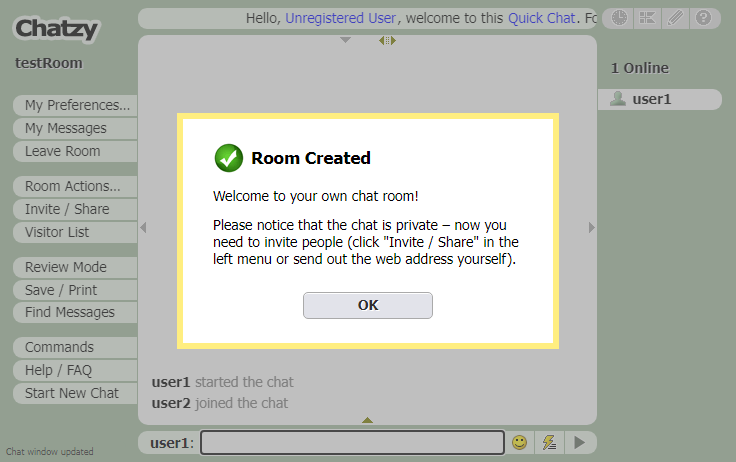 Chatzy
testRoom
My Preferences...
My Messages
Leave Room
Room Actions...
Invite / Share
Visitor List
Review Mode
Save / Print
Find Messages
Commands
Help / FAQ
Start New Chat
Chat window updated
Hello, Unregistered User, welcome to this Quick Chat. Fo
Room Created
Welcome to your own chat room!
Please notice that the chat is private – now you
need to invite people (click "Invite / Share" in the
left menu or send out the web address yourself).
OK
user1 started the chat
user2 joined the chat
user1:
1 Online
user1